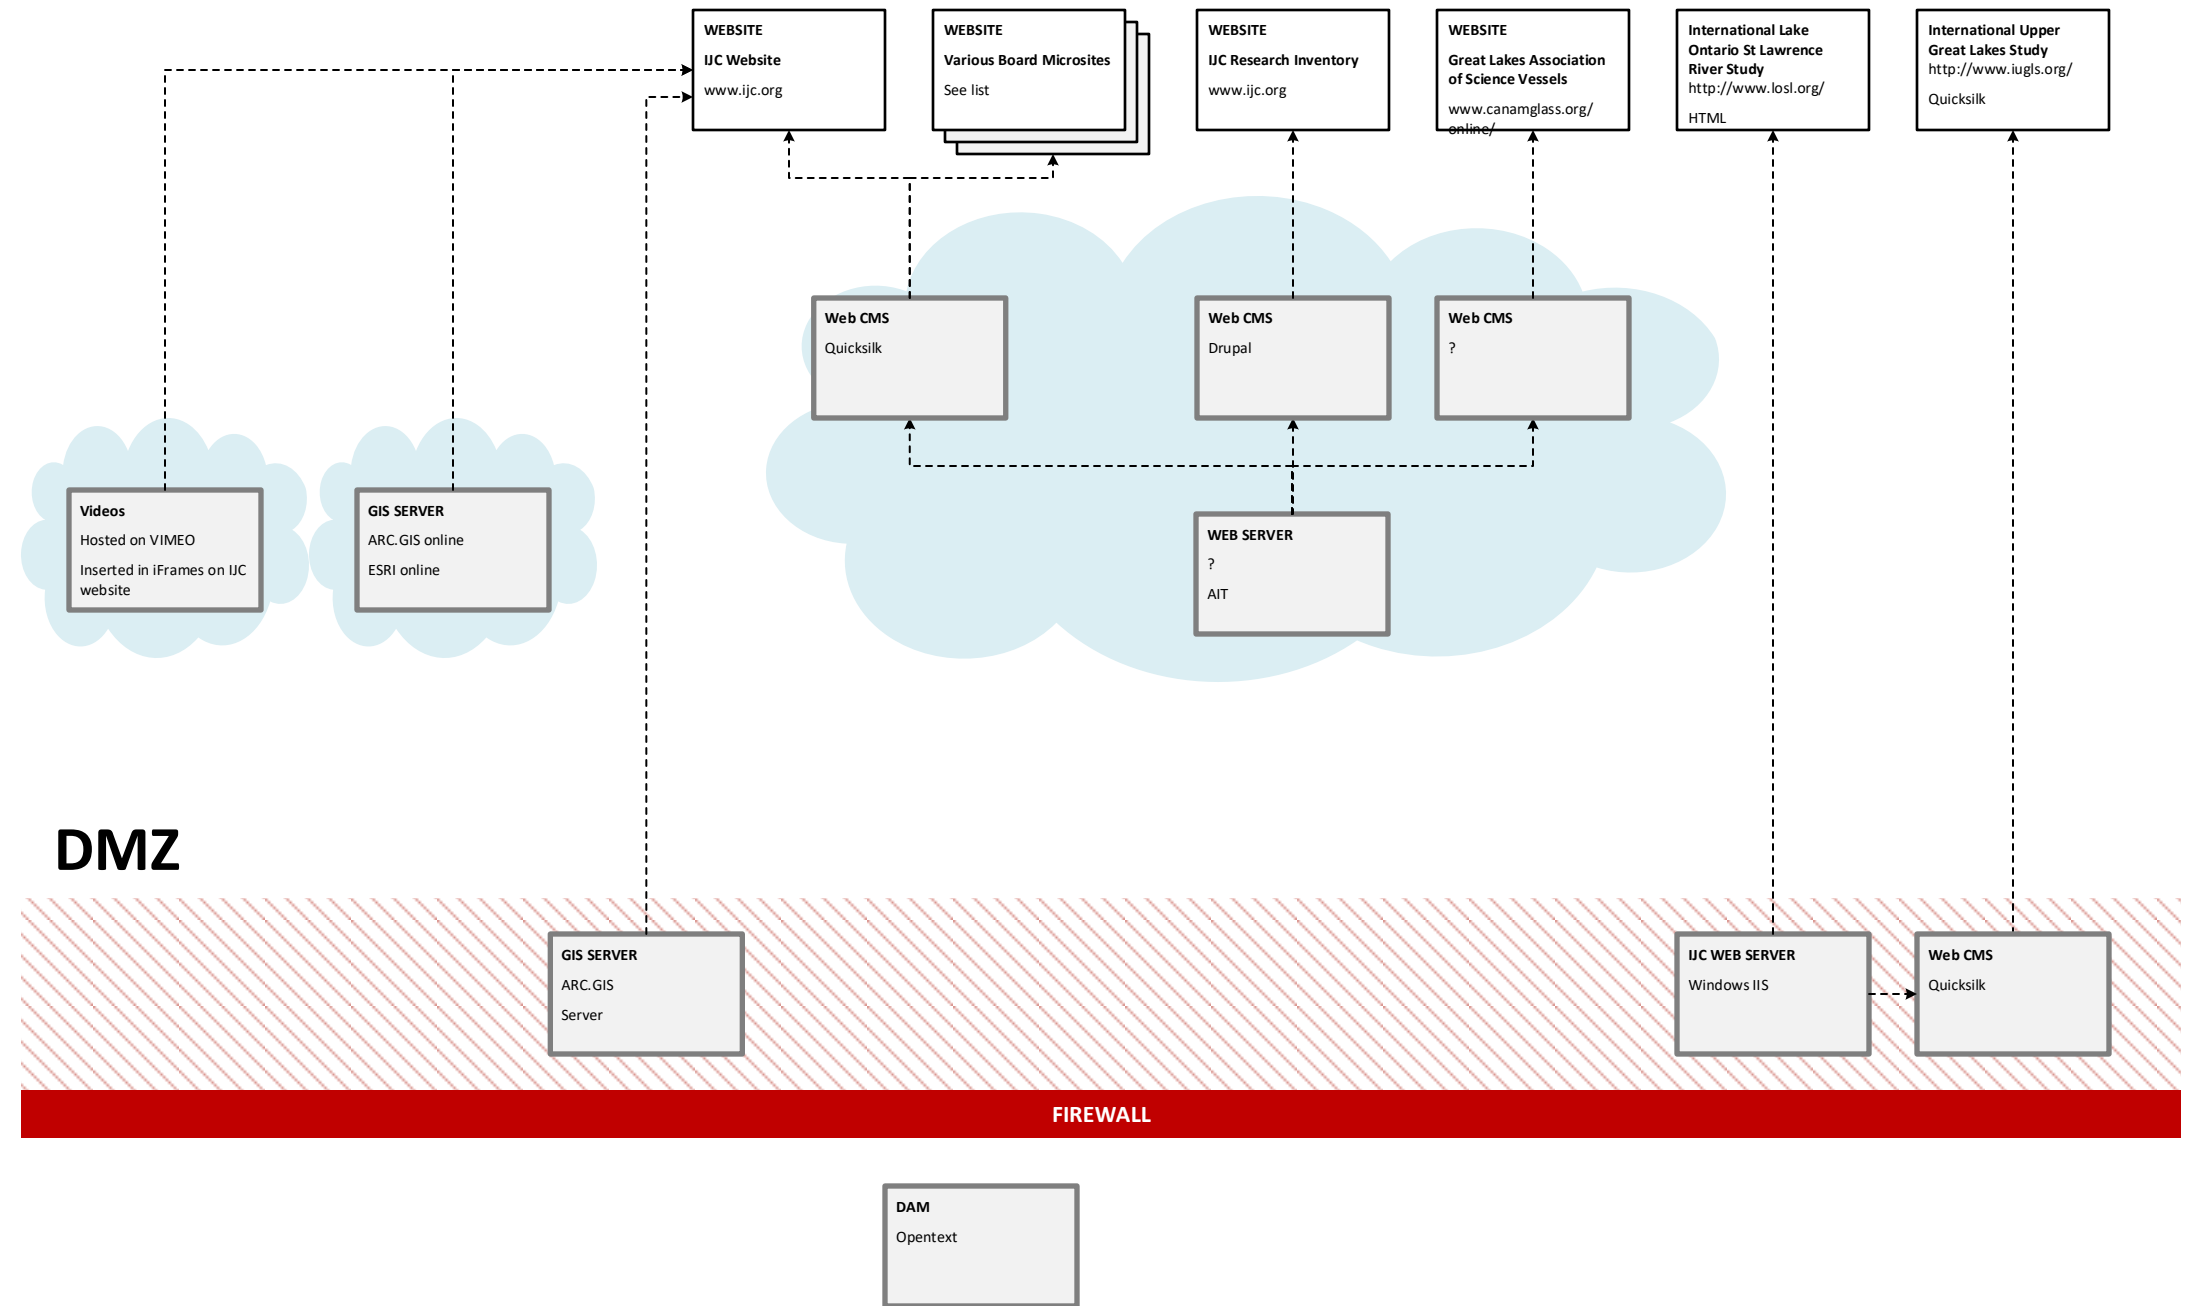 WEBSITE
IJC Website
www.ijc.org
WEBSITE
Various Board Microsites
See list
WEBSITE
IJC Research Inventory
www.ijc.org
WEBSITE
Great Lakes Association
of Science Vessels
www.canamglass.org/
online/
International Lake
Ontario St Lawrence
River Study
http://www.losl.org/
HTML
International Upper
Great Lakes Study
http://www.iugls.org/
Quicksilk
Web CMS
Quicksilk
Web CMS
Drupal
Web CMS
?
Videos
Hosted on VIMEO
Inserted in iFrames on IJC
website
GIS SERVER
ARC.GIS online
ESRI online
WEB SERVER
?
AIT
DMZ
GIS SERVER
ARC.GIS
Server
IJC WEB SERVER
Windows IIS
Web CMS
Quicksilk
FIREWALL
DAM
Opentext